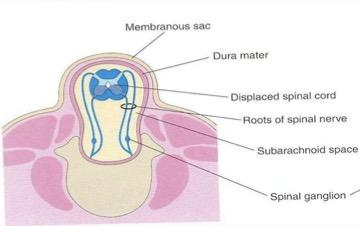 Membranous sac
Dura mater
Displaced spinal cord
Roots of spinal nerve
Subarachnoid space
Spinal ganglion